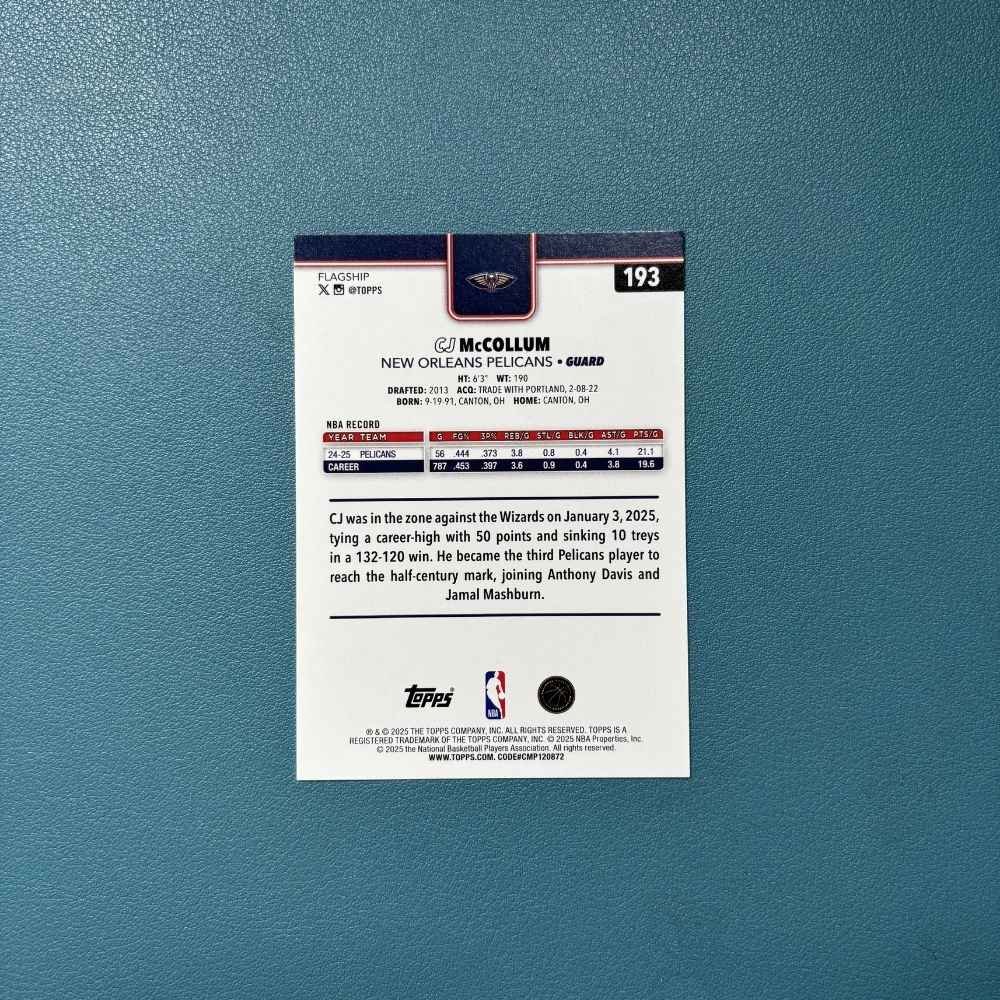 FLAGSHIP
193
@TOPPS
CJ McCOLLUM
NEW ORLEANS PELICANS • GUARD
HT: 6'3" WT: 190
DRAFTED: 2013 ACQ: TRADE WITH PORTLAND, 2-08-22
BORN: 9-19-91, CANTON, OH HOME: CANTON, OH
NBA RECORD
YEAR TEAM G FG% 3P% REB/G STL/G BLK/G AST/G PTS/G
24-25 PELICANS 56 .444 .373 3.8 0.8 0.4 4.1 21.1
CAREER 787 .453 .397 3.6 0.9 0.4 3.8 19.6
CJ was in the zone against the Wizards on January 3, 2025,
tying a career-high with 50 points and sinking 10 treys
in a 132-120 win. He became the third Pelicans player to
reach the half-century mark, joining Anthony Davis and
Jamal Mashburn.
topps®
NBA
® & © 2025 THE TOPPS COMPANY, INC. ALL RIGHTS RESERVED. TOPPS IS A
REGISTERED TRADEMARK OF THE TOPPS COMPANY, INC. © 2025 NBA Properties, Inc.
© 2025 the National Basketball Players Association. All rights reserved.
WWW.TOPPS.COM. CODE#CMP120872